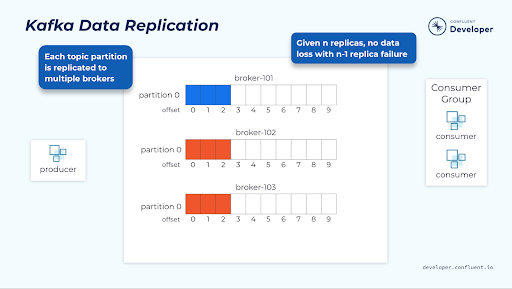 Kafka Data Replication
CONFLUENT
Developer
Each topic partition
is replicated to
multiple brokers
Given n replicas, no data
loss with n-1 replica failure
broker-101
partition 0
offset 0 1 2 3 4 5 6 7 8 9
broker-102
partition 0
offset 0 1 2 3 4 5 6 7 8 9
broker-103
partition 0
offset 0 1 2 3 4 5 6 7 8 9
producer
Consumer
Group
consumer
consumer
developer.confluent.io